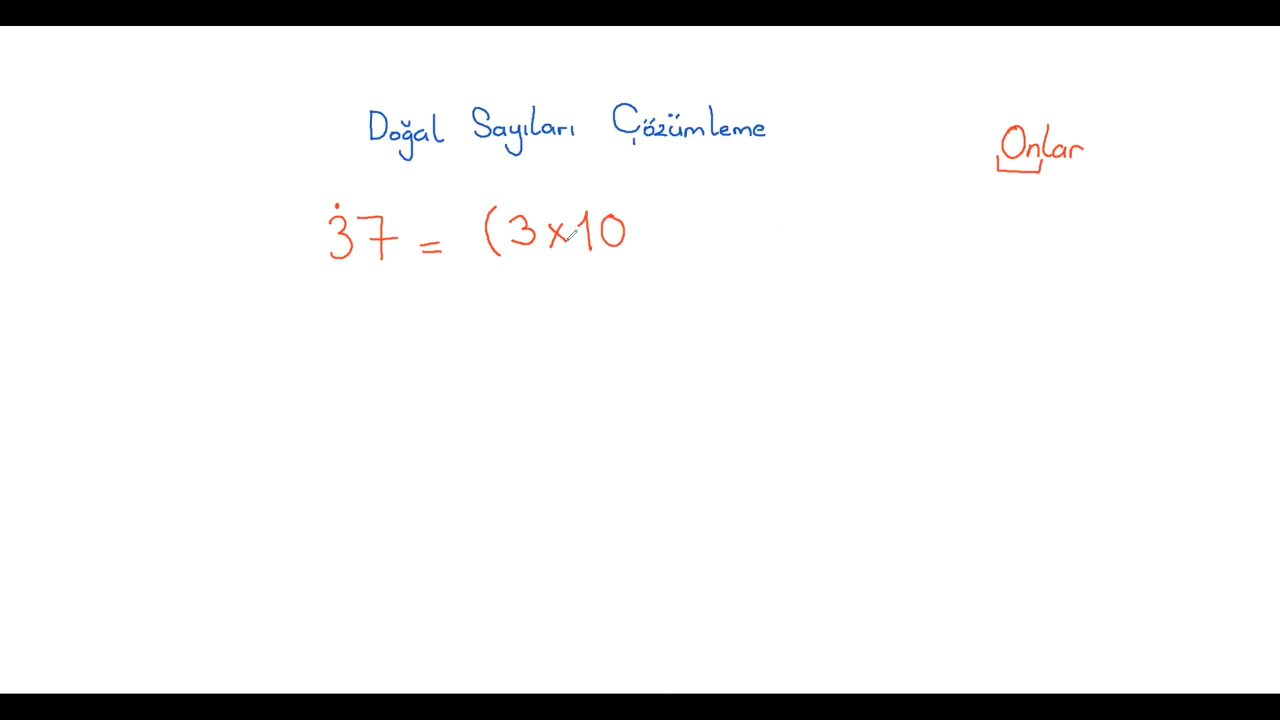 Doğal Sayıları Çözümleme
Onlar
37 = (3x10